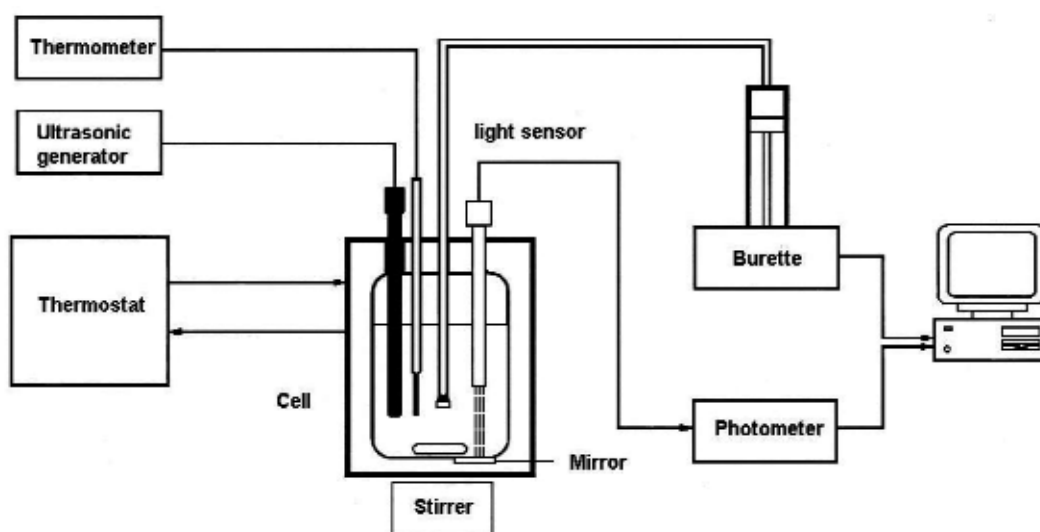 Thermometer
Ultrasonic
generator
light sensor
Thermostat
Burette
Cell
Photometer
Mirror
Stirrer